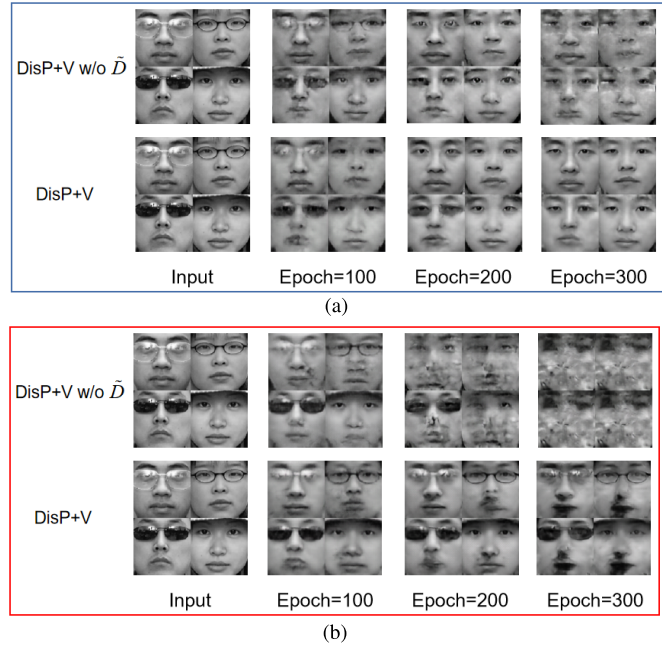 DisP+V w/o D̃
DisP+V
Input Epoch=100 Epoch=200 Epoch=300
(a)
DisP+V w/o D̃
DisP+V
Input Epoch=100 Epoch=200 Epoch=300
(b)